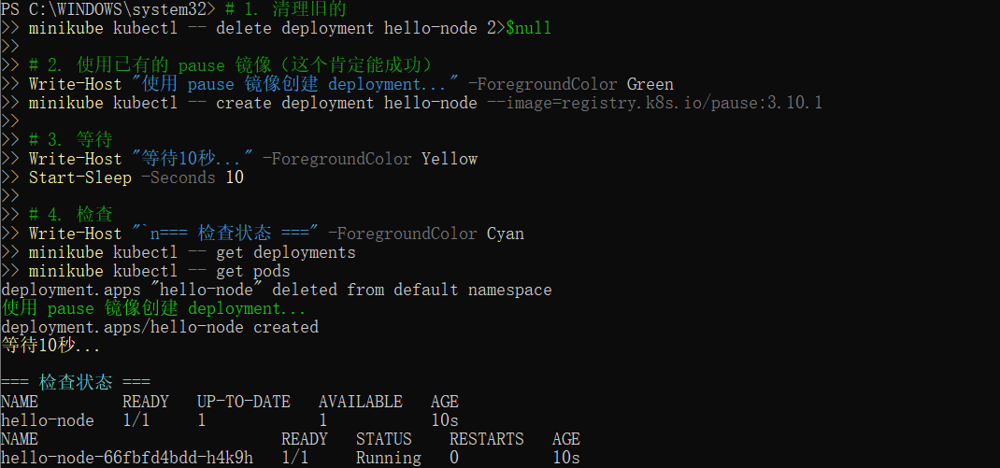 PS C:\WINDOWS\system32> # 1. 清理旧的
>> minikube kubectl -- delete deployment hello-node 2>$null
>>
>> # 2. 使用已有的 pause 镜像（这个肯定能成功）
>> Write-Host "使用 pause 镜像创建 deployment..." -ForegroundColor Green
>> minikube kubectl -- create deployment hello-node --image=registry.k8s.io/pause:3.10.1
>>
>> # 3. 等待
>> Write-Host "等待10秒..." -ForegroundColor Yellow
>> Start-Sleep -Seconds 10
>>
>> # 4. 检查
>> Write-Host "`n=== 检查状态 ===" -ForegroundColor Cyan
>> minikube kubectl -- get deployments
>> minikube kubectl -- get pods
deployment.apps "hello-node" deleted from default namespace
使用 pause 镜像创建 deployment...
deployment.apps/hello-node created
等待10秒...
=== 检查状态 ===
NAME         READY   UP-TO-DATE   AVAILABLE   AGE
hello-node   1/1     1            1           10s
NAME                          READY   STATUS    RESTARTS   AGE
hello-node-66fbfd4bdd-h4k9h   1/1     Running   0          10s